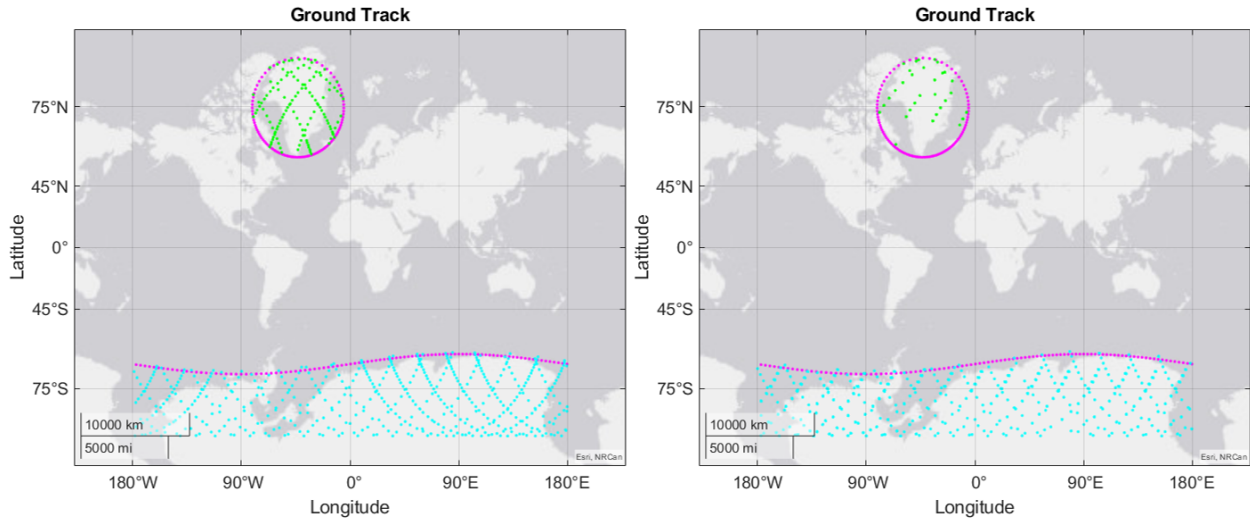 Ground Track
75°N
45°N
0°
45°S
75°S
Latitude
10000 km
5000 mi
Esri, NRCan
180°W 90°W 0° 90°E 180°E
Longitude
Ground Track
75°N
45°N
0°
45°S
75°S
Latitude
10000 km
5000 mi
Esri, NRCan
180°W 90°W 0° 90°E 180°E
Longitude